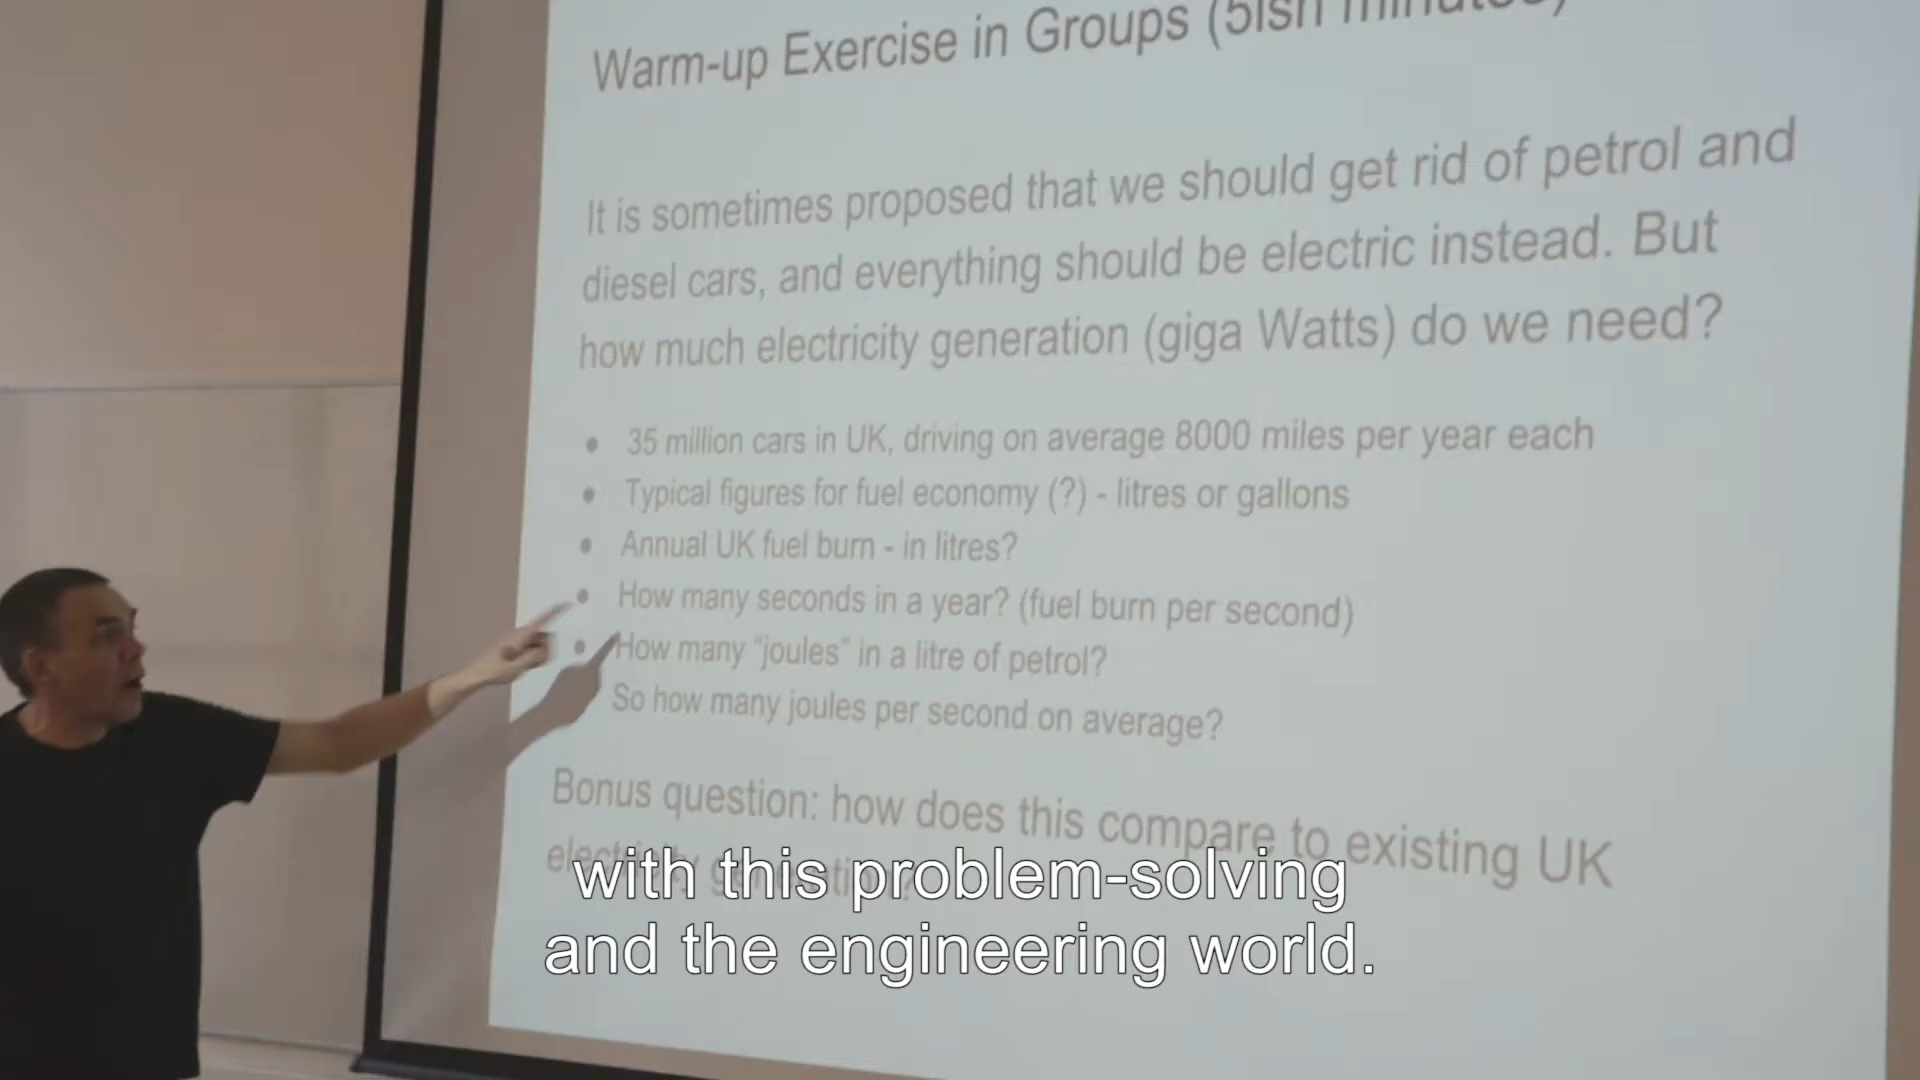 Warm-up Exercise in Groups (5ish minutes)
It is sometimes proposed that we should get rid of petrol and
diesel cars, and everything should be electric instead. But
how much electricity generation (giga Watts) do we need?
• 35 million cars in UK, driving on average 8000 miles per year each
• Typical figures for fuel economy (?) - litres or gallons
• Annual UK fuel burn - in litres?
• How many seconds in a year? (fuel burn per second)
• How many "joules" in a litre of petrol?
So how many joules per second on average?
Bonus question: how does this compare to existing UK
electricity generation?
with this problem-solving
and the engineering world.